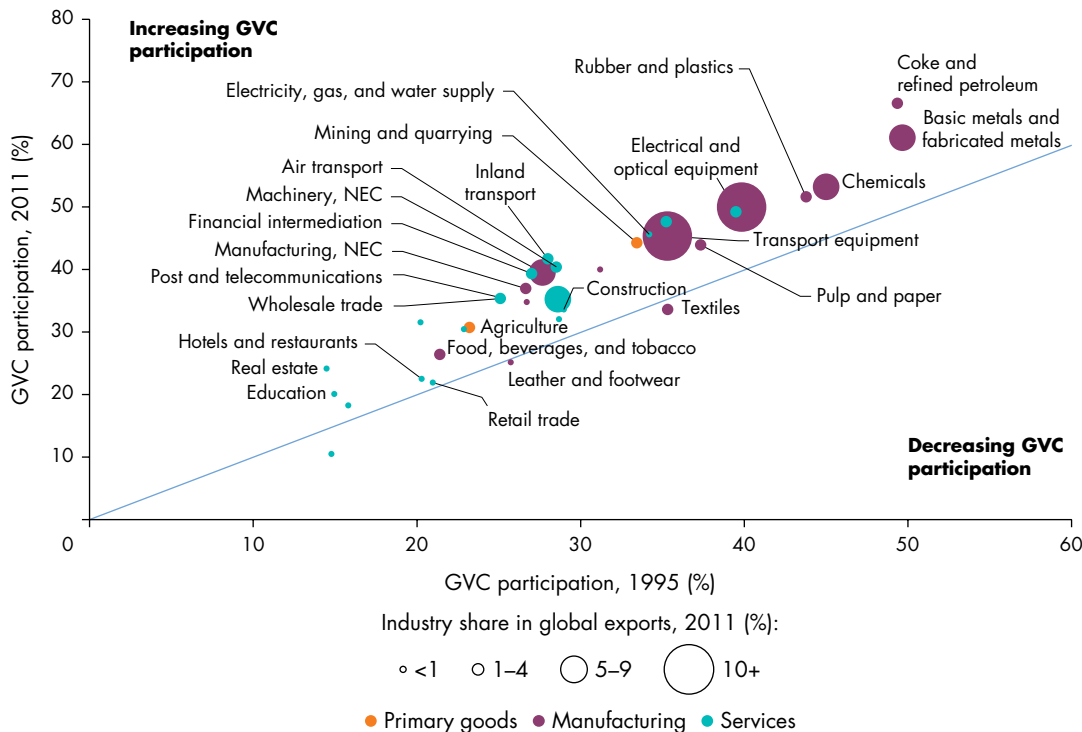 80
70
60
50
40
30
20
10
0
10
20
30
40
50
60
GVC participation, 2011 (%)
GVC participation, 1995 (%)
Increasing GVC
participation
Decreasing GVC
participation
Coke and
refined petroleum
Rubber and plastics
Electricity, gas, and water supply
Basic metals and
fabricated metals
Mining and quarrying
Electrical and
optical equipment
Air transport
Inland
transport
Machinery, NEC
Chemicals
Financial intermediation
Manufacturing, NEC
Transport equipment
Post and telecommunications
Construction
Pulp and paper
Wholesale trade
Textiles
Agriculture
Hotels and restaurants
Food, beverages, and tobacco
Real estate
Leather and footwear
Education
Retail trade
Industry share in global exports, 2011 (%):
<1
1–4
5–9
10+
Primary goods
Manufacturing
Services